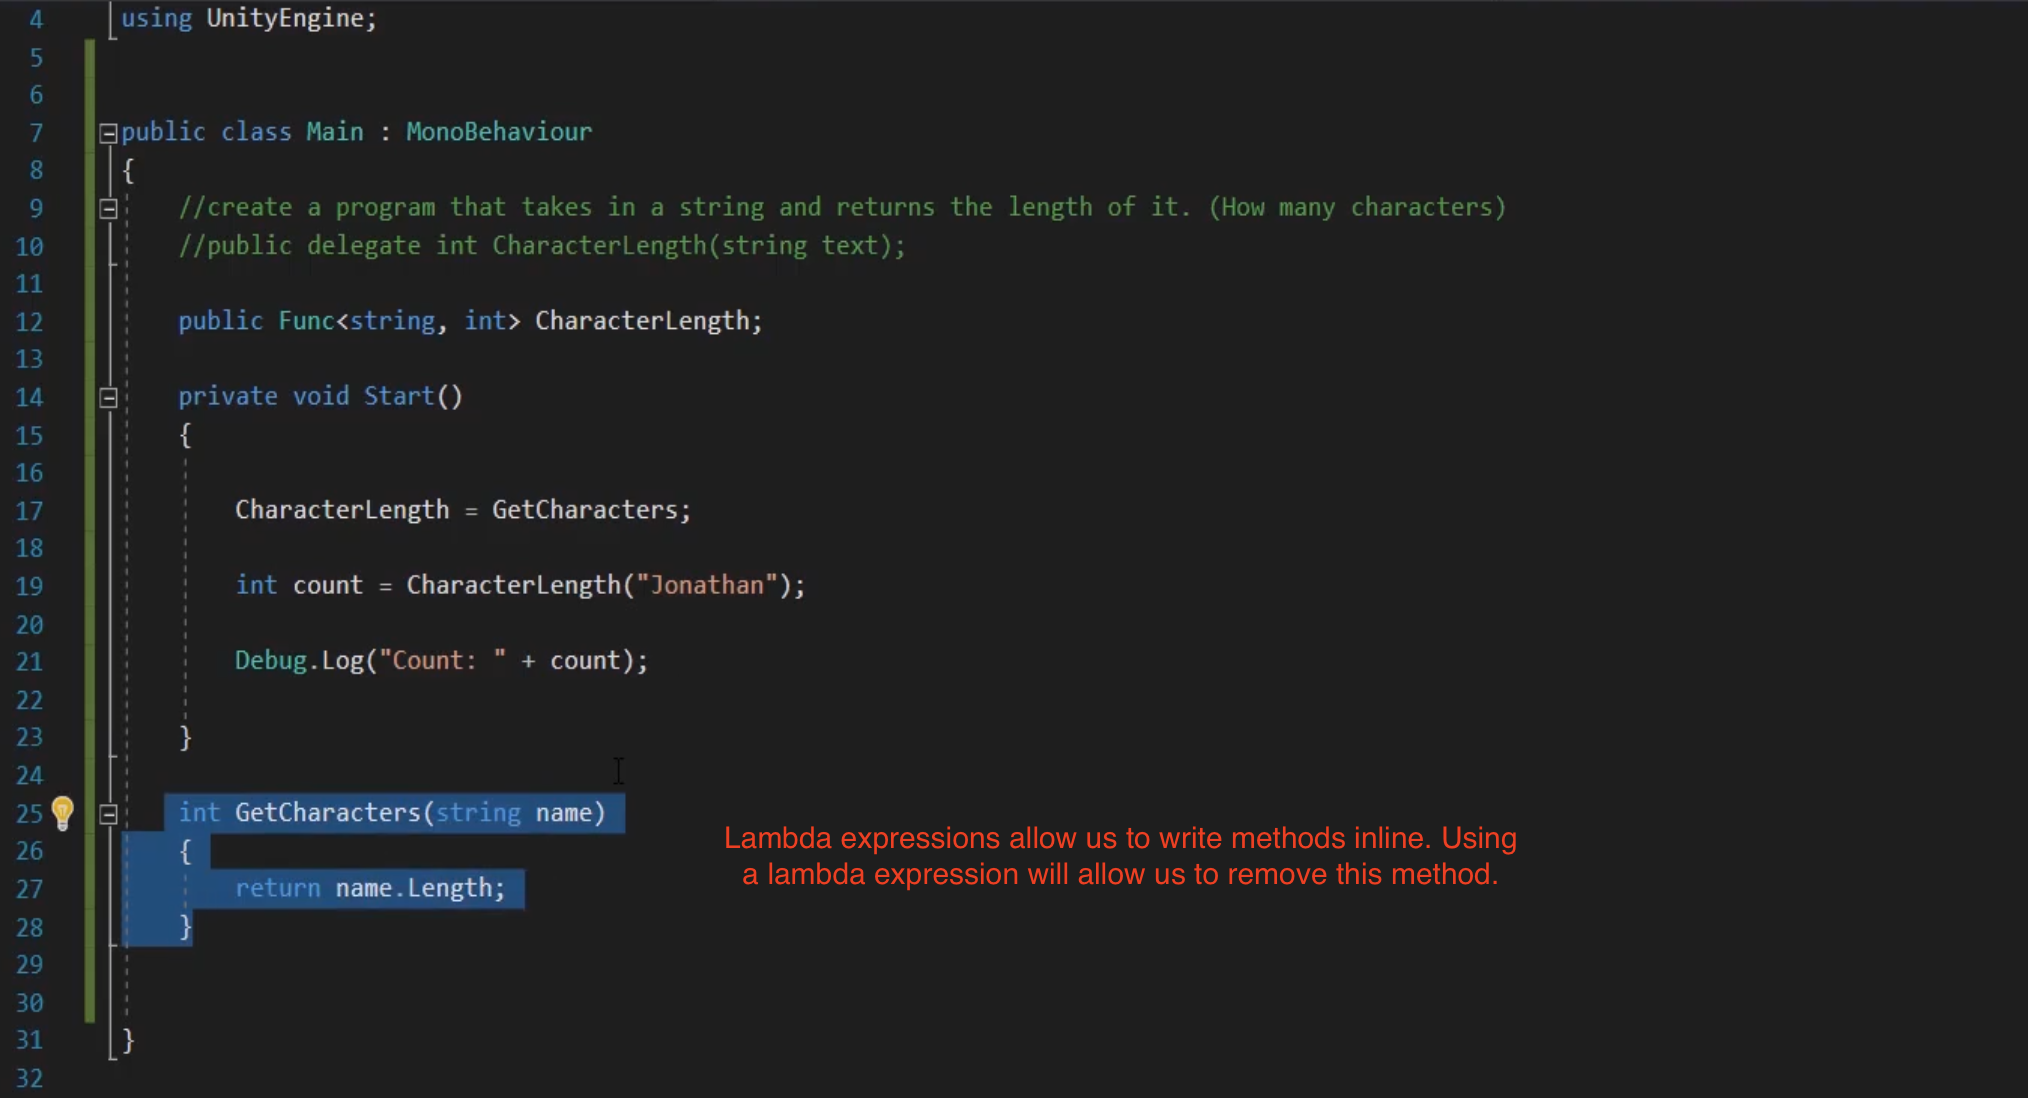 4 using UnityEngine;
5
6
7 public class Main : MonoBehaviour
8 {
9 //create a program that takes in a string and returns the length of it. (How many characters)
10 //public delegate int CharacterLength(string text);
11
12 public Func<string, int> CharacterLength;
13
14 private void Start()
15 {
16
17 CharacterLength = GetCharacters;
18
19 int count = CharacterLength("Jonathan");
20
21 Debug.Log("Count: " + count);
22
23 }
24
25 int GetCharacters(string name)
26 {
27 return name.Length;
28 }
29
30
31 }
32
Lambda expressions allow us to write methods inline. Using
a lambda expression will allow us to remove this method.